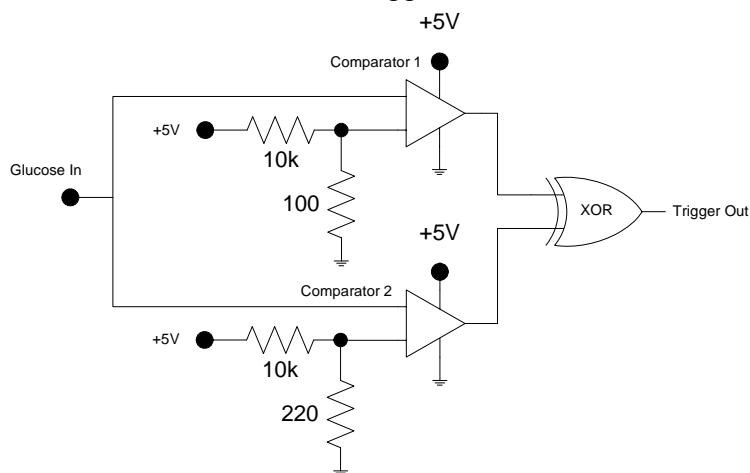 +5V
Comparator 1
+5V
10k
Glucose In
100
XOR
Trigger Out
+5V
Comparator 2
+5V
10k
220